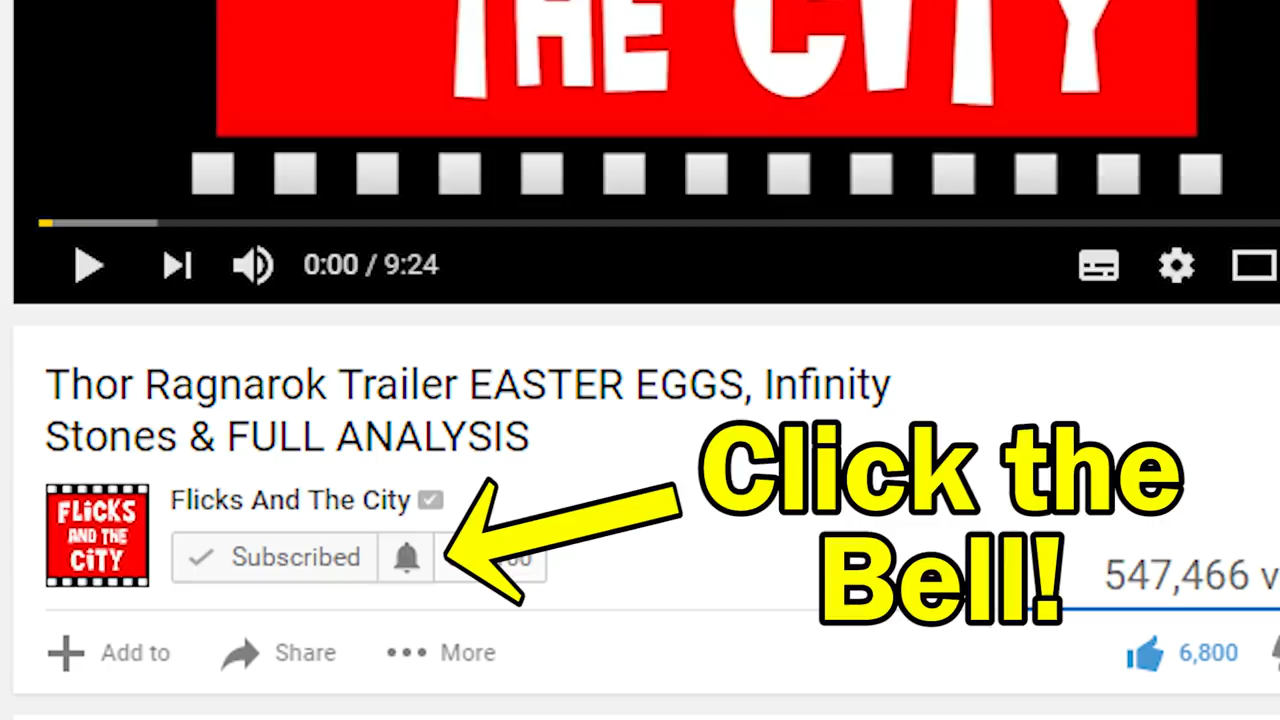 THE CITY
0:00 / 9:24
Thor Ragnarok Trailer EASTER EGGS, Infinity
Stones & FULL ANALYSIS
Click the
Bell!
FLiCKS
AND THE
CiTY
Flicks And The City
Subscribed
547,466
Add to
Share
More
6,800